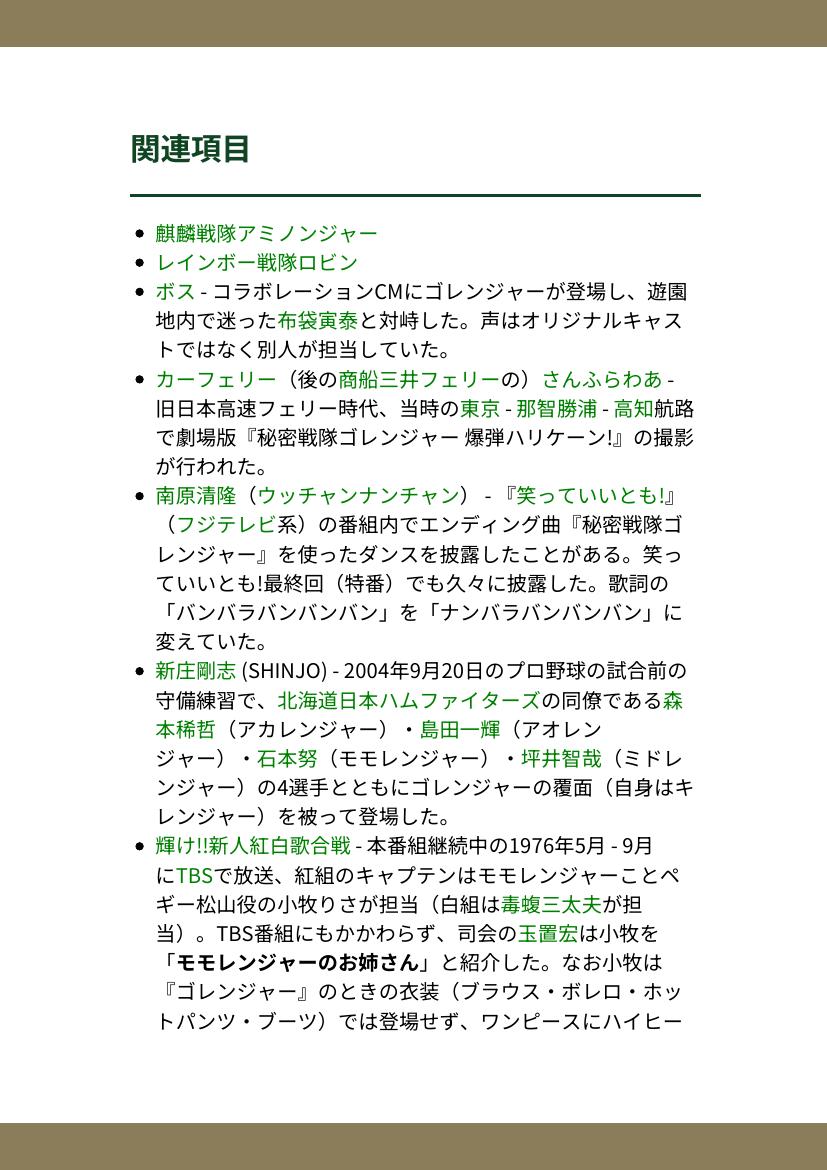 関連項目
• 麒麟戦隊アミノンジャー
• レインボー戦隊ロビン
• ボス - コラボレーションCMにゴレンジャーが登場し、遊園
地内で迷った布袋寅泰と対峙した。声はオリジナルキャス
トではなく別人が担当していた。
• カーフェリー（後の商船三井フェリーの）さんふらわあ -
旧日本高速フェリー時代、当時の東京 - 那智勝浦 - 高知航路
で劇場版『秘密戦隊ゴレンジャー 爆弾ハリケーン!』の撮影
が行われた。
• 南原清隆（ウッチャンナンチャン） - 『笑っていいとも!』
（フジテレビ系）の番組内でエンディング曲『秘密戦隊ゴ
レンジャー』を使ったダンスを披露したことがある。笑っ
ていいとも!最終回（特番）でも久々に披露した。歌詞の
「バンバラバンバンバン」を「ナンバラバンバンバン」に
変えていた。
• 新庄剛志 (SHINJO) - 2004年9月20日のプロ野球の試合前の
守備練習で、北海道日本ハムファイターズの同僚である森
本稀哲（アカレンジャー）・島田一輝（アオレン
ジャー）・石本努（モモレンジャー）・坪井智哉（ミドレ
ンジャー）の4選手とともにゴレンジャーの覆面（自身はキ
レンジャー）を被って登場した。
• 輝け!!新人紅白歌合戦 - 本番組継続中の1976年5月 - 9月
にTBSで放送、紅組のキャプテンはモモレンジャーことペ
ギー松山役の小牧りさが担当（白組は毒蝮三太夫が担
当）。TBS番組にもかかわらず、司会の玉置宏は小牧を
「モモレンジャーのお姉さん」と紹介した。なお小牧は
『ゴレンジャー』のときの衣装（ブラウス・ボレロ・ホッ
トパンツ・ブーツ）では登場せず、ワンピースにハイヒー